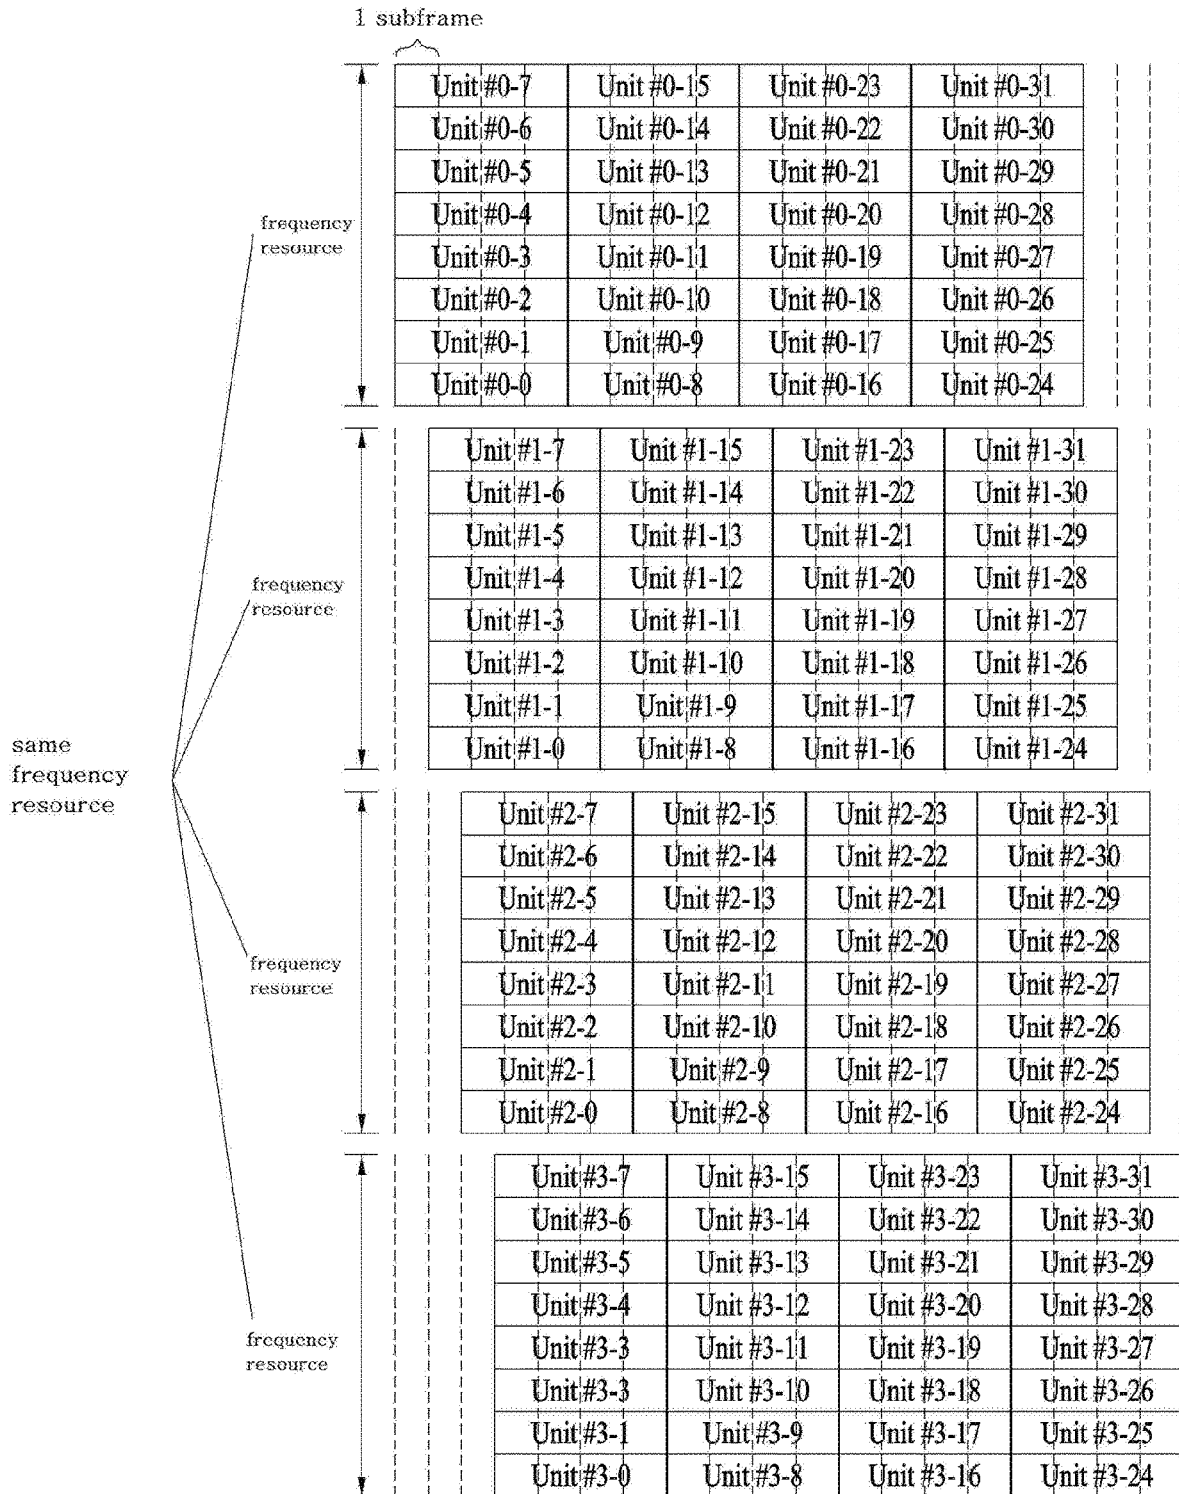 1 subframe
Unit #0-7 Unit #0-15 Unit #0-23 Unit #0-31
Unit #0-6 Unit #0-14 Unit #0-22 Unit #0-30
Unit #0-5 Unit #0-13 Unit #0-21 Unit #0-29
Unit #0-4 Unit #0-12 Unit #0-20 Unit #0-28
Unit #0-3 Unit #0-11 Unit #0-19 Unit #0-27
Unit #0-2 Unit #0-10 Unit #0-18 Unit #0-26
Unit #0-1 Unit #0-9 Unit #0-17 Unit #0-25
Unit #0-0 Unit #0-8 Unit #0-16 Unit #0-24
frequency
resource
Unit #1-7 Unit #1-15 Unit #1-23 Unit #1-31
Unit #1-6 Unit #1-14 Unit #1-22 Unit #1-30
Unit #1-5 Unit #1-13 Unit #1-21 Unit #1-29
Unit #1-4 Unit #1-12 Unit #1-20 Unit #1-28
Unit #1-3 Unit #1-11 Unit #1-19 Unit #1-27
Unit #1-2 Unit #1-10 Unit #1-18 Unit #1-26
Unit #1-1 Unit #1-9 Unit #1-17 Unit #1-25
Unit #1-0 Unit #1-8 Unit #1-16 Unit #1-24
frequency
resource
same
frequency
resource
Unit #2-7 Unit #2-15 Unit #2-23 Unit #2-31
Unit #2-6 Unit #2-14 Unit #2-22 Unit #2-30
Unit #2-5 Unit #2-13 Unit #2-21 Unit #2-29
Unit #2-4 Unit #2-12 Unit #2-20 Unit #2-28
Unit #2-3 Unit #2-11 Unit #2-19 Unit #2-27
Unit #2-2 Unit #2-10 Unit #2-18 Unit #2-26
Unit #2-1 Unit #2-9 Unit #2-17 Unit #2-25
Unit #2-0 Unit #2-8 Unit #2-16 Unit #2-24
frequency
resource
Unit #3-7 Unit #3-15 Unit #3-23 Unit #3-31
Unit #3-6 Unit #3-14 Unit #3-22 Unit #3-30
Unit #3-5 Unit #3-13 Unit #3-21 Unit #3-29
Unit #3-4 Unit #3-12 Unit #3-20 Unit #3-28
Unit #3-3 Unit #3-11 Unit #3-19 Unit #3-27
Unit #3-3 Unit #3-10 Unit #3-18 Unit #3-26
Unit #3-1 Unit #3-9 Unit #3-17 Unit #3-25
Unit #3-0 Unit #3-8 Unit #3-16 Unit #3-24
frequency
resource